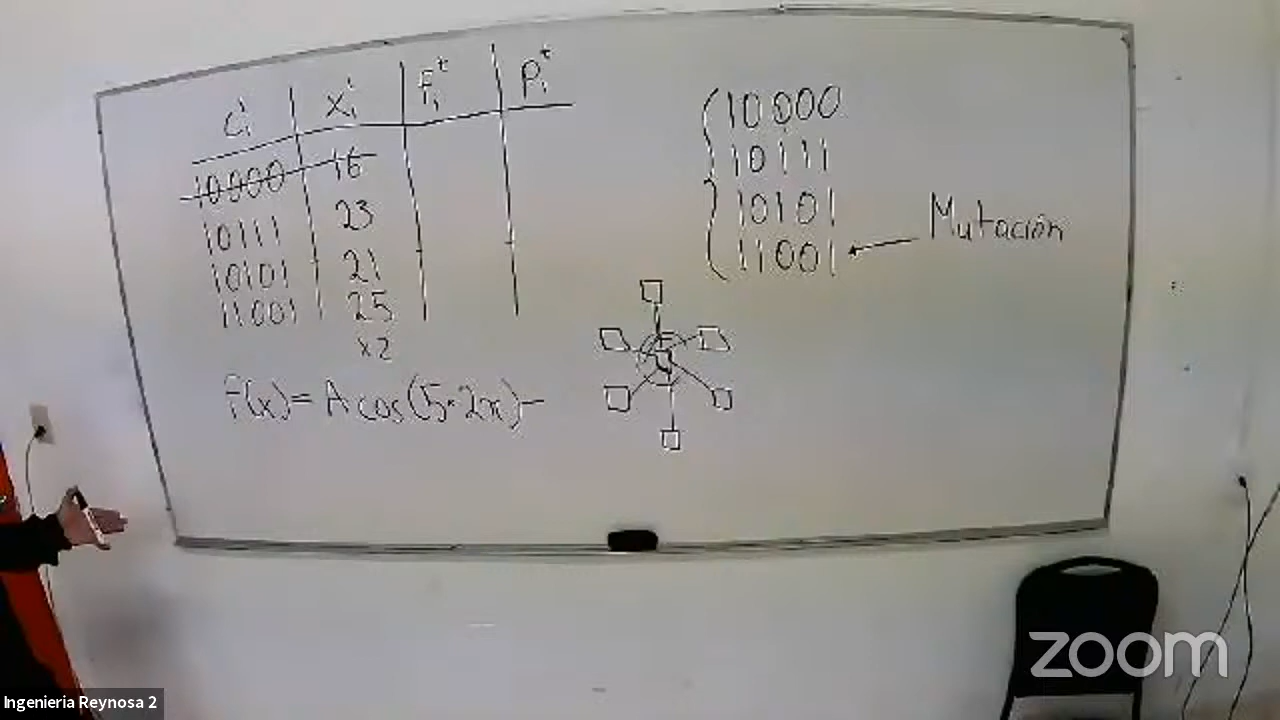 Ci Xi fi^t Pi^t
10000 16
10111 23
10101 21
11001 25
x2
F(x)=Acos(5·2x)-
10000
10111
10101
11001
Mutación
zoom
Ingenieria Reynosa 2